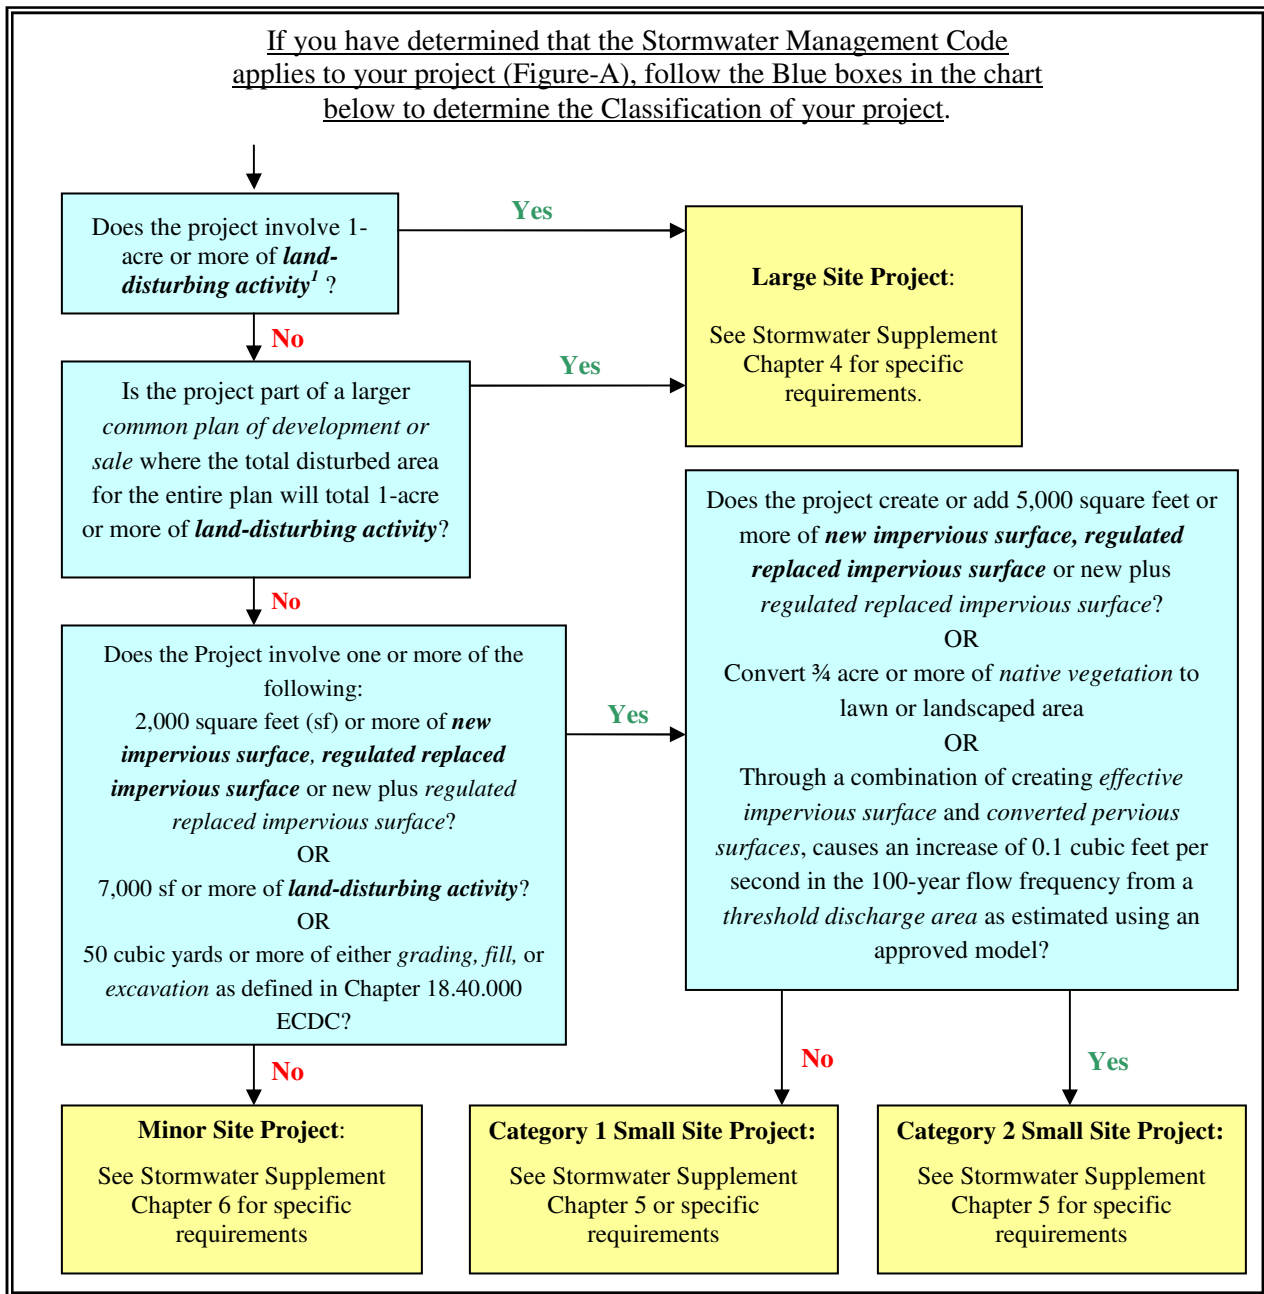 If you have determined that the Stormwater Management Code
applies to your project (Figure-A), follow the Blue boxes in the chart
below to determine the Classification of your project.
Does the project involve 1-
acre or more of land-
disturbing activity¹ ?
Yes
Large Site Project:
See Stormwater Supplement
Chapter 4 for specific
requirements.
No
Is the project part of a larger
common plan of development or
sale where the total disturbed area
for the entire plan will total 1-acre
or more of land-disturbing activity?
Yes
No
Does the Project involve one or more of the
following:
2,000 square feet (sf) or more of new
impervious surface, regulated replaced
impervious surface or new plus regulated
replaced impervious surface?
OR
7,000 sf or more of land-disturbing activity?
OR
50 cubic yards or more of either grading, fill, or
excavation as defined in Chapter 18.40.000
ECDC?
Yes
Does the project create or add 5,000 square feet or
more of new impervious surface, regulated
replaced impervious surface or new plus
regulated replaced impervious surface?
OR
Convert ¾ acre or more of native vegetation to
lawn or landscaped area
OR
Through a combination of creating effective
impervious surface and converted pervious
surfaces, causes an increase of 0.1 cubic feet per
second in the 100-year flow frequency from a
threshold discharge area as estimated using an
approved model?
No
No
Yes
Minor Site Project:
See Stormwater Supplement
Chapter 6 for specific
requirements
Category 1 Small Site Project:
See Stormwater Supplement
Chapter 5 or specific
requirements
Category 2 Small Site Project:
See Stormwater Supplement
Chapter 5 for specific
requirements